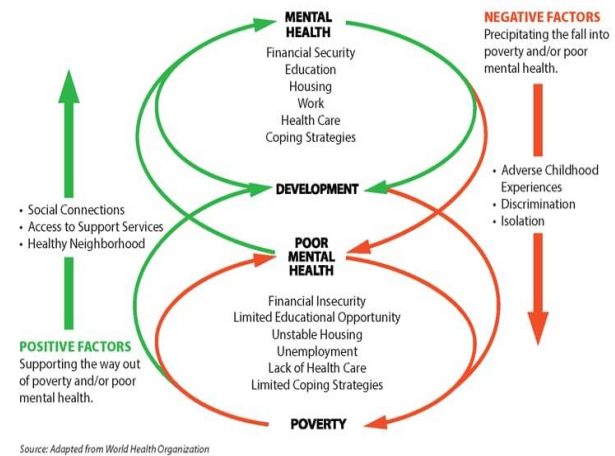 MENTAL
HEALTH
Financial Security
Education
Housing
Work
Health Care
Coping Strategies
NEGATIVE FACTORS
Precipitating the fall into
poverty and/or poor
mental health.
• Adverse Childhood
Experiences
• Discrimination
• Isolation
DEVELOPMENT
• Social Connections
• Access to Support Services
• Healthy Neighborhood
POOR
MENTAL
HEALTH
Financial Insecurity
Limited Educational Opportunity
Unstable Housing
Unemployment
Lack of Health Care
Limited Coping Strategies
POSITIVE FACTORS
Supporting the way out
of poverty and/or poor
mental health.
POVERTY
Source: Adapted from World Health Organization